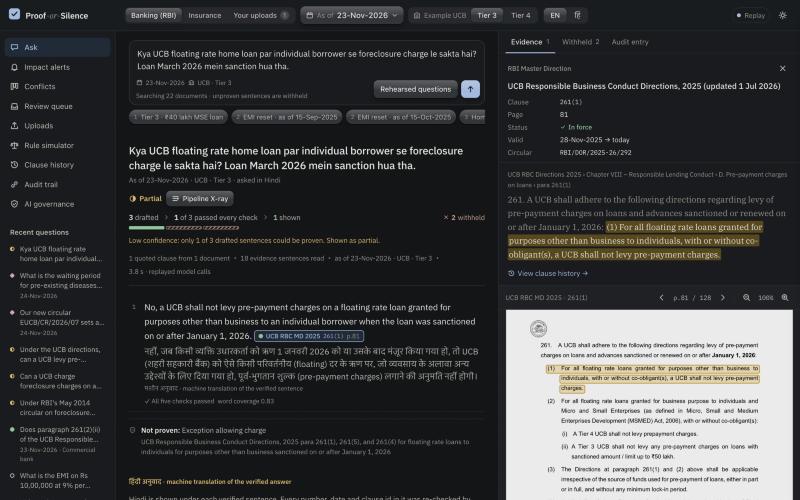 Proof-or-Silence
Banking (RBI)
Insurance
Your uploads
As of 23-Nov-2026
Example UCB
Tier 3
Tier 4
EN
हिं
Replay
Ask
Impact alerts
Conflicts
Review queue
Uploads
Rule simulator
Clause history
Audit trail
AI governance
Recent questions
Kya UCB floating rate
home loan par individual...
What is the waiting period
for pre-existing diseases...
24-Nov-2026
Our new circular
EUCB/CR/2026/07 sets a...
24-Nov-2026
Under the UCB directions,
can a UCB levy pre-...
Can a UCB charge
foreclosure charges on a...
Under RBI's May 2014
circular on foreclosure...
Does paragraph 261(2)(ii)
of the UCB Responsible...
23-Nov-2026 · Commercial
bank
What is the EMI on Rs
10,00,000 at 9% per...
Kya UCB floating rate home loan par individual borrower se foreclosure charge le sakta hai?
Loan March 2026 mein sanction hua tha.
23-Nov-2026 UCB · Tier 3
Searching 22 documents · unproven sentences are withheld
Rehearsed questions
1 Tier 3 · ₹40 lakh MSE loan
2 EMI reset · as of 15-Sep-2025
2 EMI reset · as of 15-Oct-2025
3 Hom
Kya UCB floating rate home loan par individual borrower se foreclosure
charge le sakta hai? Loan March 2026 mein sanction hua tha.
As of 23-Nov-2026 · UCB · Tier 3 · asked in Hindi
Partial
Pipeline X-ray
3 drafted > 1 of 3 passed every check > 1 shown
× 2 withheld
Low confidence: only 1 of 3 drafted sentences could be proven. Shown as partial.
1 quoted clause from 1 document · 18 evidence sentences read · as of 23-Nov-2026 · UCB · Tier 3 ·
3.8 s · replayed model calls
1 No, a UCB shall not levy pre-payment charges on a floating rate loan granted for
purposes other than business to an individual borrower when the loan was sanctioned
on or after January 1, 2026. UCB RBC MD 2025 261(1) p.81
नहीं, जब किसी व्यक्ति उधारकर्ता को ऋण 1 जनवरी 2026 को या उसके बाद मंजूर किया गया हो, तो UCB
(शहरी सहकारी बैंक) को ऐसे किसी परिवर्तनीय (floating) दर के ऋण पर, जो व्यवसाय के अलावा अन्य
उद्देश्यों के लिए दिया गया हो, पूर्व-भुगतान शुल्क (pre-payment charges) लगाने की अनुमति नहीं होगी।
मशीन अनुवाद · machine translation of the verified sentence
All five checks passed word coverage 0.83
Not proven: Exception allowing charge
UCB Responsible Business Conduct Directions, 2025 para 261(1), 261(5), and 261(4) for floating rate loans to
individuals for purposes other than business sanctioned on or after January 1, 2026
हिंदी अनुवाद · machine translation of the verified answer
Evidence 1
Withheld 2
Audit entry
RBI Master Direction
UCB Responsible Business Conduct Directions, 2025 (updated 1 Jul 2026)
Clause 261(1)
Page 81
Status ✓ In force
Valid 28-Nov-2025 → today
Circular RBI/DOR/2025-26/292
UCB RBC Directions, 2025 › Chapter VIII – Responsible Lending Conduct › D. Pre-payment charges
on loans › para 261(1)
261. A UCB shall adhere to the following directions regarding levy of
pre-payment charges on loans and advances sanctioned or renewed on
or after January 1, 2026: (1) For all floating rate loans granted for
purposes other than business to individuals, with or without co-
obligant(s), a UCB shall not levy pre-payment charges.
View clause history →
UCB RBC MD 2025 · 261(1)
p.81 / 128
100%
261. A UCB shall adhere to the following directions regarding levy of pre-payment
charges on loans and advances sanctioned or renewed on or after January 1, 2026:
(1) For all floating rate loans granted for purposes other than business to
individuals, with or without co-obligant(s), a UCB shall not levy pre-payment
charges.
(2) For all floating rate loans granted for business purpose to individuals and
Micro and Small Enterprises (as defined in Micro, Small and Medium
Enterprises Development (MSMED) Act, 2006), with or without co-obligant(s):
(i) A Tier 4 UCB shall not levy prepayment charges.
(ii) A Tier 3 UCB shall not levy any pre-payment charges on loans with
sanctioned amount / limit up to ₹50 lakh.
(3) The Directions at paragraph 261(1) and (2) above shall be applicable
irrespective of the source of funds used for pre-payment of loans, either in part
or in full, and without any minimum lock-in period.